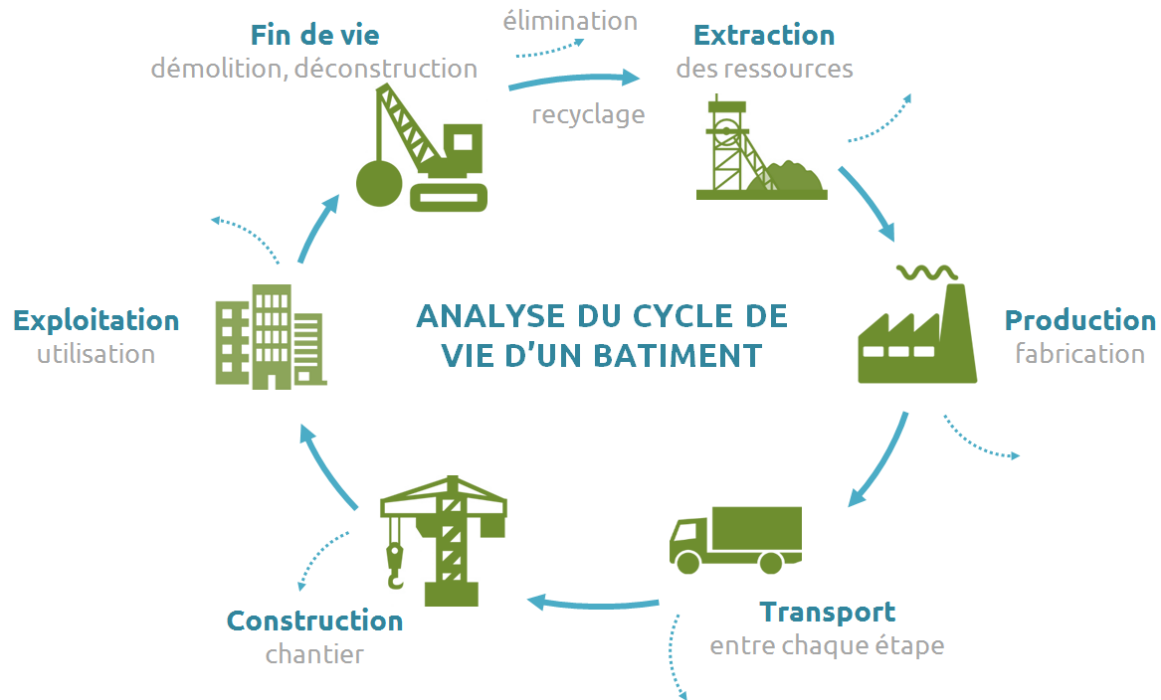 Fin de vie
démolition, déconstruction
élimination
recyclage
Extraction
des ressources
Exploitation
utilisation
ANALYSE DU CYCLE DE
VIE D'UN BATIMENT
Production
fabrication
Construction
chantier
Transport
entre chaque étape